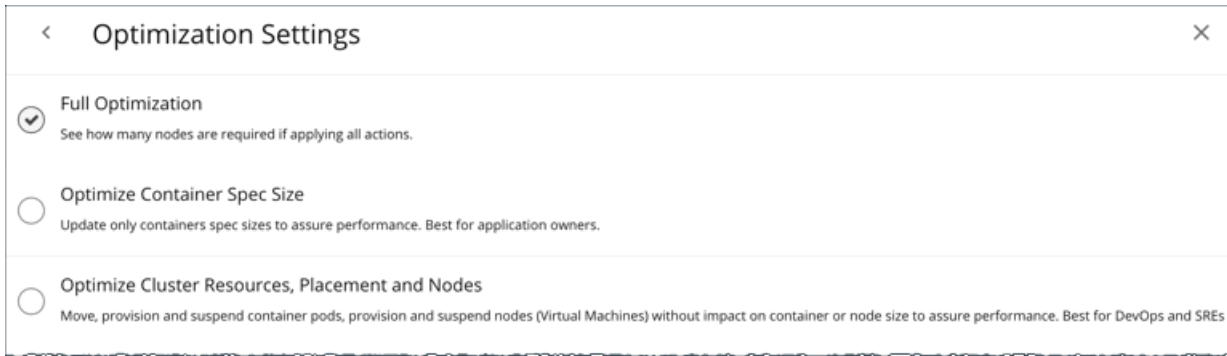 Optimization Settings
Full Optimization
See how many nodes are required if applying all actions.
Optimize Container Spec Size
Update only containers spec sizes to assure performance. Best for application owners.
Optimize Cluster Resources, Placement and Nodes
Move, provision and suspend container pods, provision and suspend nodes (Virtual Machines) without impact on container or node size to assure performance. Best for DevOps and SREs